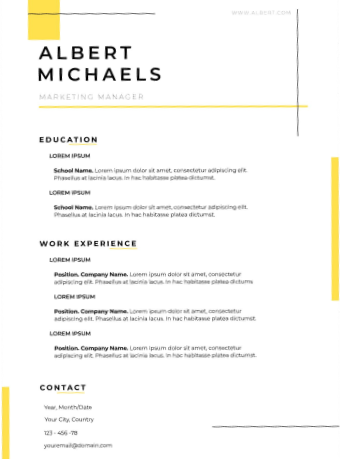 WWW.ALBERT.COM
ALBERT
MICHAELS
MARKETING MANAGER
EDUCATION
LOREM IPSUM
School Name. Lorem ipsum dolor sit amet, consectetur adipiscing elit.
Phasellus at lacinia lacus. In hac habitasse platea dictumst.
LOREM IPSUM
School Name. Lorem ipsum dolor sit amet, consectetur adipiscing elit.
Phasellus at lacinia lacus. In hac habitasse platea dictumst.
WORK EXPERIENCE
LOREM IPSUM
Position. Company Name. Lorem ipsum dolor sit amet, consectetur
adipiscing elit. Phasellus at lacinia lacus. In hac habitasse platea dictums
LOREM IPSUM
Position. Company Name. Lorem ipsum dolor sit amet, consectetur
adipiscing elit. Phasellus at lacinia lacus. In hac habitasse platea dictumst.
LOREM IPSUM
Position. Company Name. Lorem ipsum dolor sit amet, consectetur
adipiscing elit. Phasellus at lacinia lacus. In hac habitasse platea dictumst.
CONTACT
Year, Month/Date
Your City, Country
123 - 456 -78
youremail@domain.com